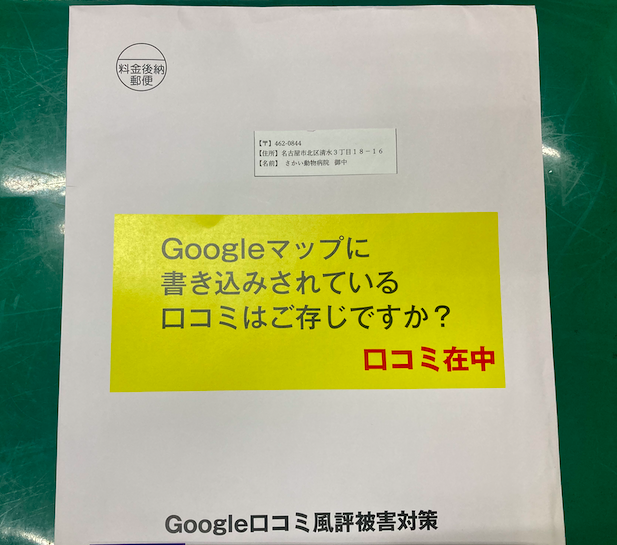 料金後納
郵便
【〒】462-0844
【住所】名古屋市北区清水3丁目18-16
【名前】 さかい動物病院 御中
Googleマップに
書き込みされている
口コミはご存じですか？
口コミ在中
Google口コミ風評被害対策